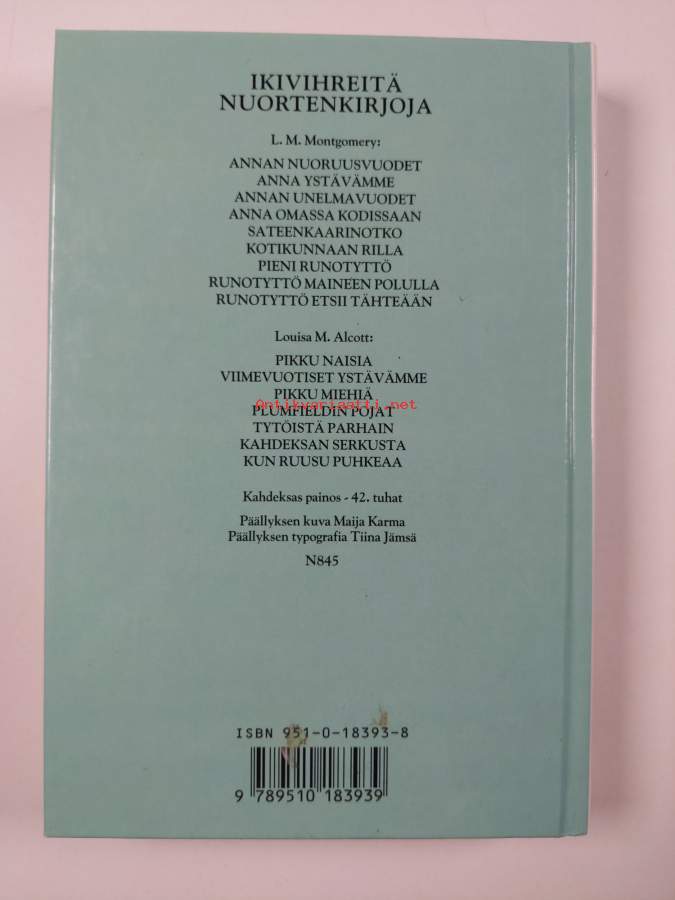 IKIVIHREITÄ
NUORTENKIRJOJA
L. M. Montgomery:
ANNAN NUORUUSVUODET
ANNA YSTÄVÄMME
ANNAN UNELMAVUODET
ANNA OMASSA KODISSAAN
SATEENKAARINOTKO
KOTIKUNNAAN RILLA
PIENI RUNOTYTTÖ
RUNOTYTTÖ MAINEEN POLULLA
RUNOTYTTÖ ETSII TÄHTEÄÄN
Louisa M. Alcott:
PIKKU NAISIA
VIIMEVUOTISET YSTÄVÄMME
PIKKU MIEHIÄ
Antikvariaatti.net
PLUMFIELDIN POJAT
TYTÖISTÄ PARHAIN
KAHDEKSAN SERKUSTA
KUN RUUSU PUHKEAA
Kahdeksas painos - 42. tuhat
Päällyksen kuva Maija Karma
Päällyksen typografia Tiina Jämsä
N845
ISBN 951-0-18393-8
9 789510 183939